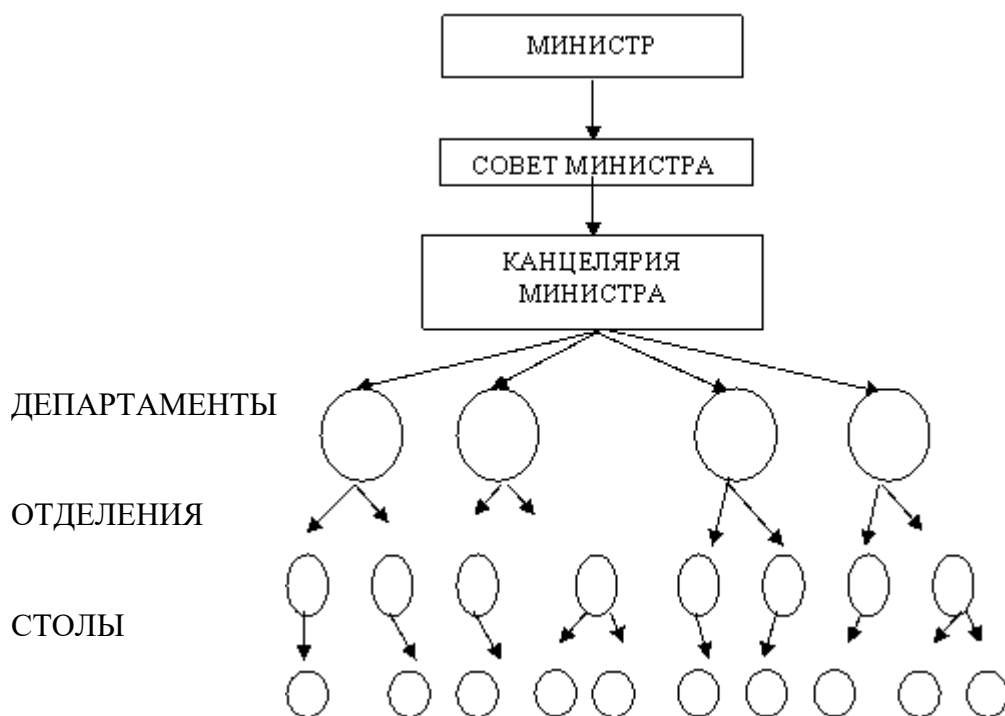 МИНИСТР
СОВЕТ МИНИСТРА
КАНЦЕЛЯРИЯ
МИНИСТРА
ДЕПАРТАМЕНТЫ
ОТДЕЛЕНИЯ
СТОЛЫ